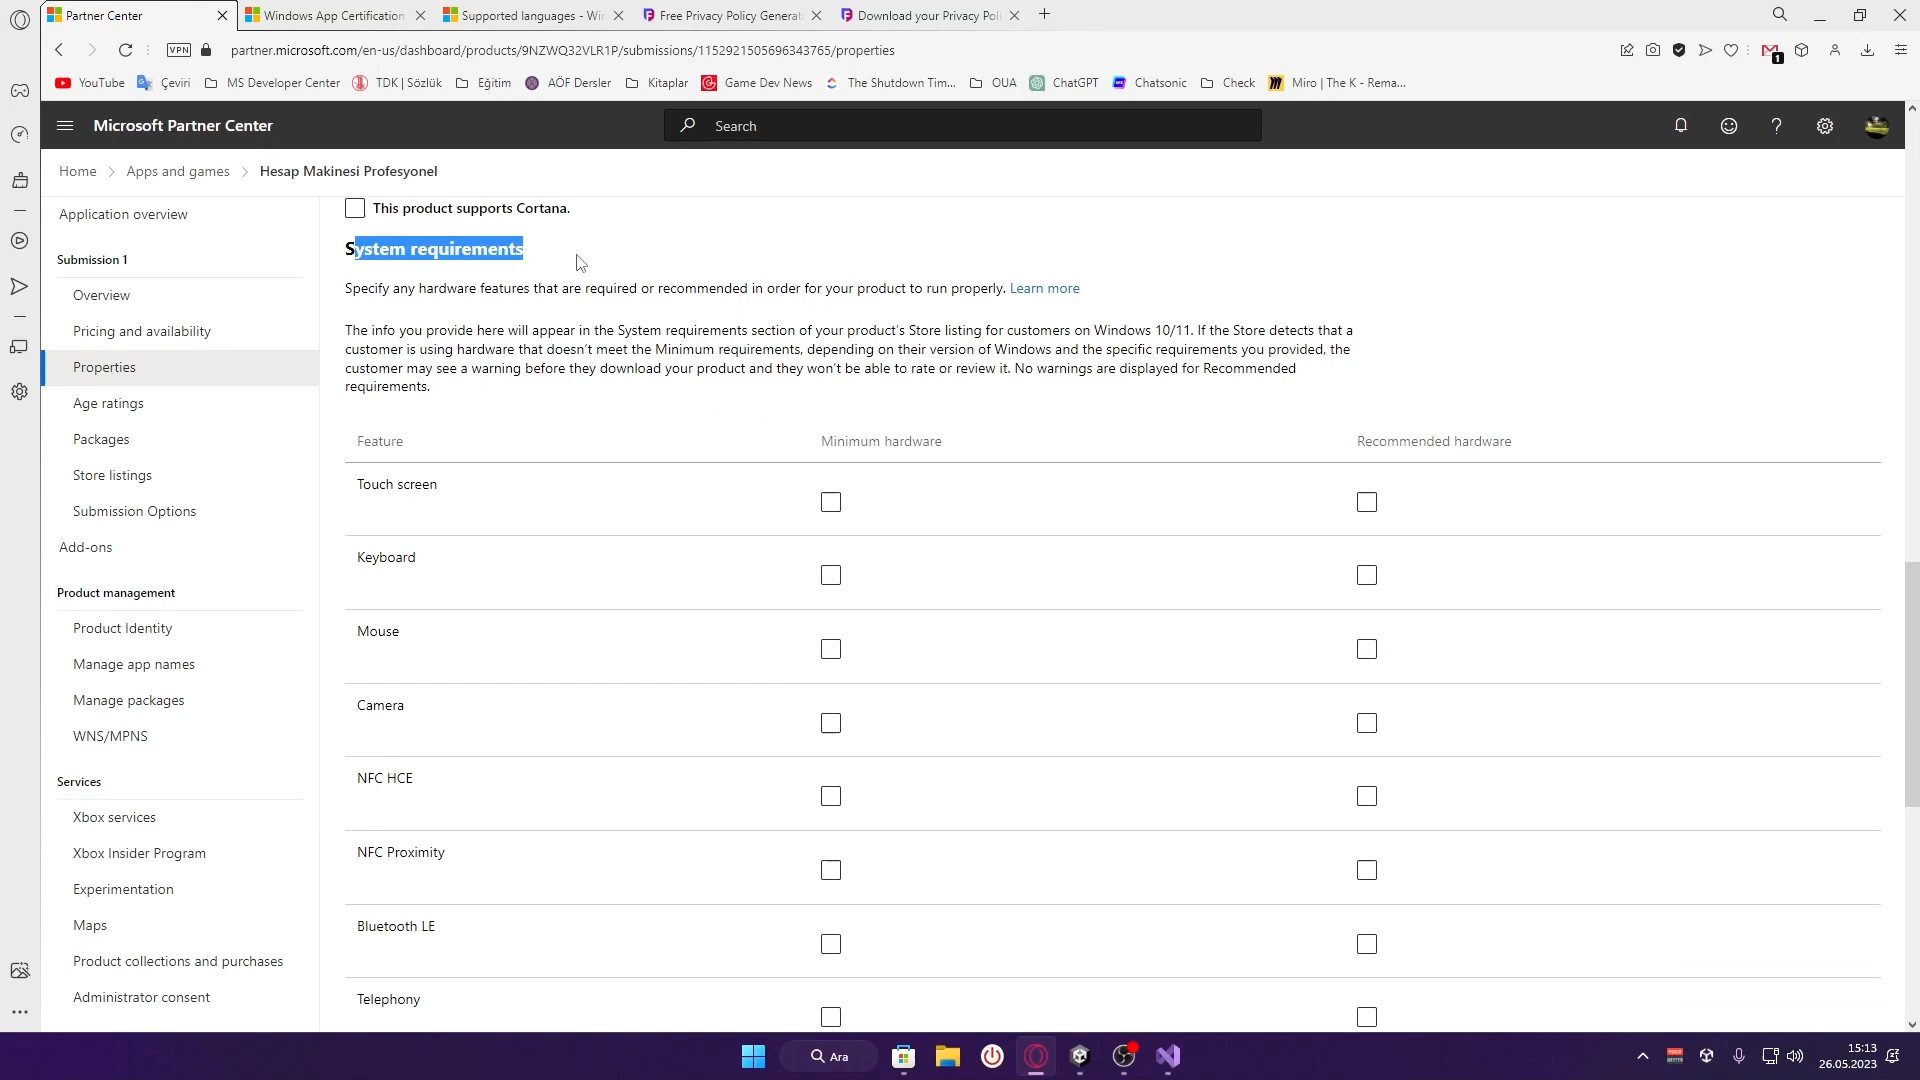 Partner Center
Windows App Certification
Supported languages - Wi
Free Privacy Policy Generat
Download your Privacy Poli
VPN
partner.microsoft.com/en-us/dashboard/products/9NZWQ32VLR1P/submissions/1152921505696343765/properties
1
YouTube
Çeviri
MS Developer Center
TDK | Sözlük
Eğitim
AÖF Dersler
Kitaplar
Game Dev News
The Shutdown Tim...
OUA
ChatGPT
Chatsonic
Check
Miro | The K - Rema...
Microsoft Partner Center
Search
Home
Apps and games
Hesap Makinesi Profesyonel
Application overview
Submission 1
Overview
Pricing and availability
Properties
Age ratings
Packages
Store listings
Submission Options
Add-ons
Product management
Product Identity
Manage app names
Manage packages
WNS/MPNS
Services
Xbox services
Xbox Insider Program
Experimentation
Maps
Product collections and purchases
Administrator consent
This product supports Cortana.
System requirements
Specify any hardware features that are required or recommended in order for your product to run properly. Learn more
The info you provide here will appear in the System requirements section of your product's Store listing for customers on Windows 10/11. If the Store detects that a
customer is using hardware that doesn't meet the Minimum requirements, depending on their version of Windows and the specific requirements you provided, the
customer may see a warning before they download your product and they won't be able to rate or review it. No warnings are displayed for Recommended
requirements.
Feature Minimum hardware Recommended hardware
Touch screen
Keyboard
Mouse
Camera
NFC HCE
NFC Proximity
Bluetooth LE
Telephony
Ara
15:13
26.05.2023